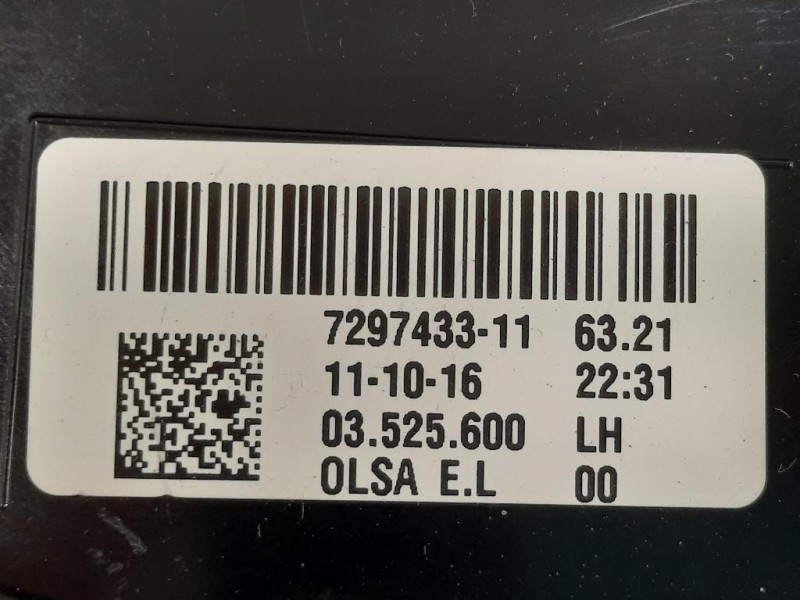 7297433-11 63.21
11-10-16 22:31
03.525.600 LH
OLSA E.L 00